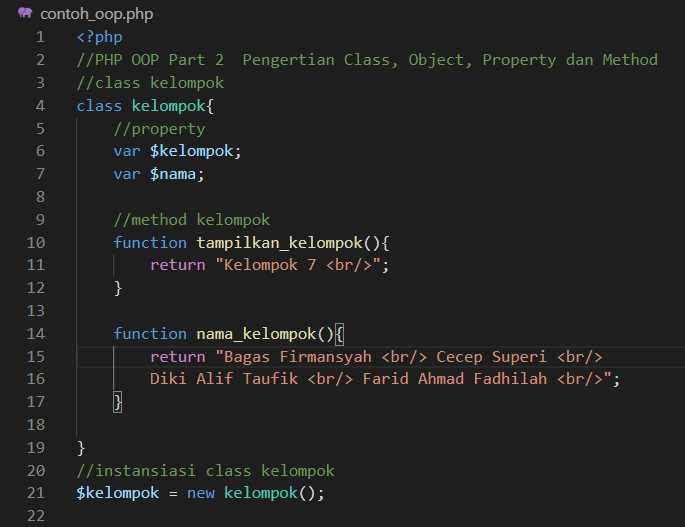 contoh_oop.php
1 <?php
2 //PHP OOP Part 2  Pengertian Class, Object, Property dan Method
3 //class kelompok
4 class kelompok{
5     //property
6     var $kelompok;
7     var $nama;
8
9     //method kelompok
10     function tampilkan_kelompok(){
11         return "Kelompok 7 <br/>";
12     }
13
14     function nama_kelompok(){
15         return "Bagas Firmansyah <br/> Cecep Superi <br/>
16         Diki Alif Taufik <br/> Farid Ahmad Fadhilah <br/>";
17     }
18
19 }
20 //instansiasi class kelompok
21 $kelompok = new kelompok();
22